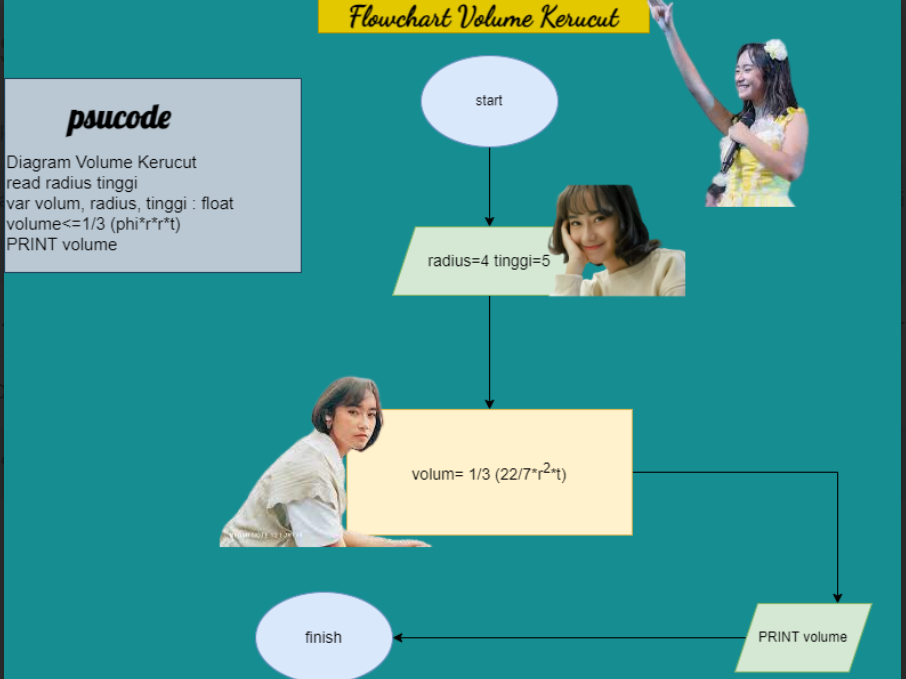 Flowchart Volume Kerucut
psucode
Diagram Volume Kerucut
read radius tinggi
var volum, radius, tinggi : float
volume<=1/3 (phi*r*r*t)
PRINT volume
start
radius=4 tinggi=5
volum= 1/3 (22/7*r²*t)
PRINT volume
finish